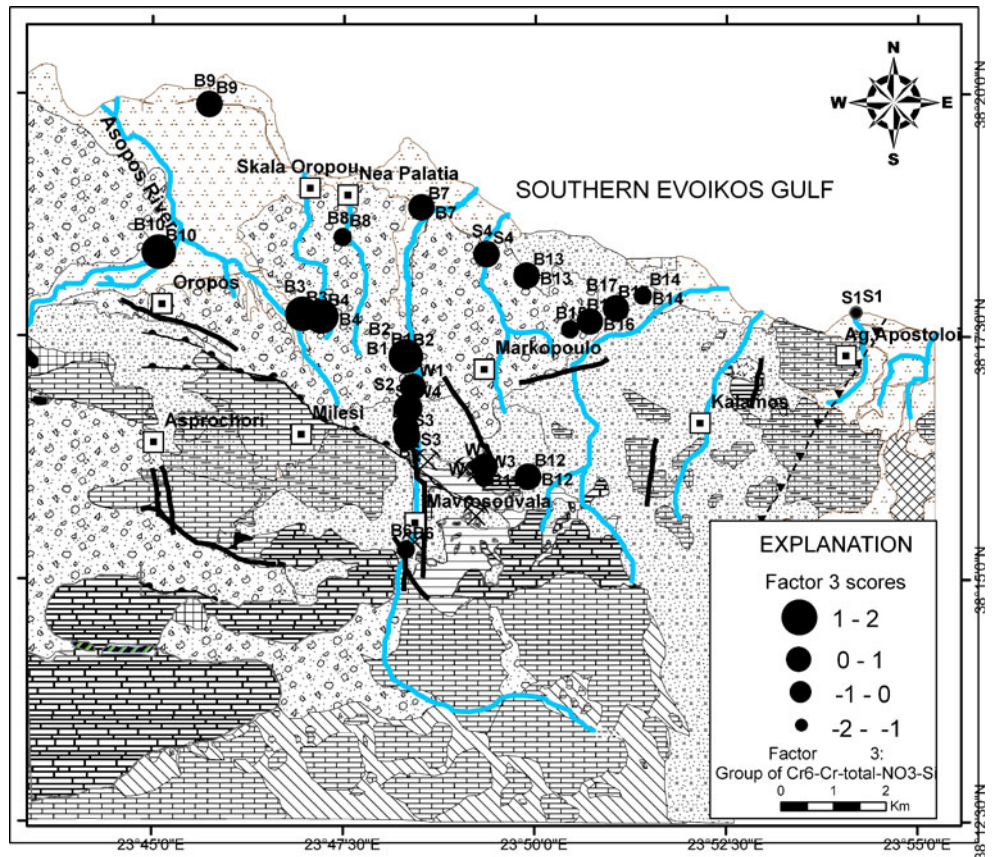 B9 B9
N
W E
S
38°20'0"N
Asopos River
Skala Oropou
Nea Palatia
SOUTHERN EVOIKOS GULF
B7
B7
B8
B8
B10
B10
S4
S4
B13
B13
Oropos
B3
B4
B4
B17
B14
B14
B16
S1 S1
38°17'30"N
B2
B1
B1 B2
Markopoulo
Ag.Apostoloi
W1
S2
W4
S3
S3
Asprochori
Milesi
Kalamos
W3
B12
B12
Mavrosouvala
B6
B6
38°15'0"N
EXPLANATION
Factor 3 scores
1 - 2
0 - 1
-1 - 0
-2 - -1
Factor 3:
Group of Cr6-Cr-total-NO3-Si
0 1 2
Km
38°12'30"N
23°45'0"E 23°47'30"E 23°50'0"E 23°52'30"E 23°55'0"E